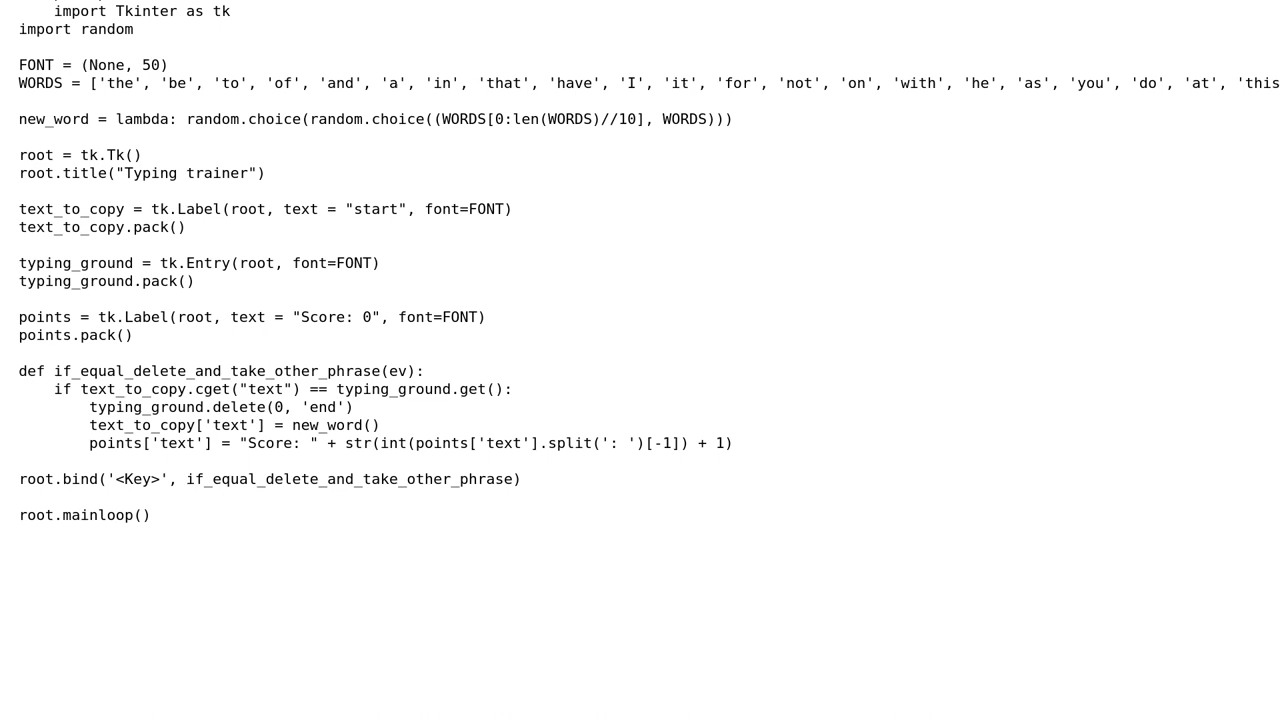 import Tkinter as tk
import random

FONT = (None, 50)
WORDS = ['the', 'be', 'to', 'of', 'and', 'a', 'in', 'that', 'have', 'I', 'it', 'for', 'not', 'on', 'with', 'he', 'as', 'you', 'do', 'at', 'this

new_word = lambda: random.choice(random.choice((WORDS[0:len(WORDS)//10], WORDS)))

root = tk.Tk()
root.title("Typing trainer")

text_to_copy = tk.Label(root, text = "start", font=FONT)
text_to_copy.pack()

typing_ground = tk.Entry(root, font=FONT)
typing_ground.pack()

points = tk.Label(root, text = "Score: 0", font=FONT)
points.pack()

def if_equal_delete_and_take_other_phrase(ev):
    if text_to_copy.cget("text") == typing_ground.get():
        typing_ground.delete(0, 'end')
        text_to_copy['text'] = new_word()
        points['text'] = "Score: " + str(int(points['text'].split(': ')[-1]) + 1)

root.bind('<Key>', if_equal_delete_and_take_other_phrase)

root.mainloop()